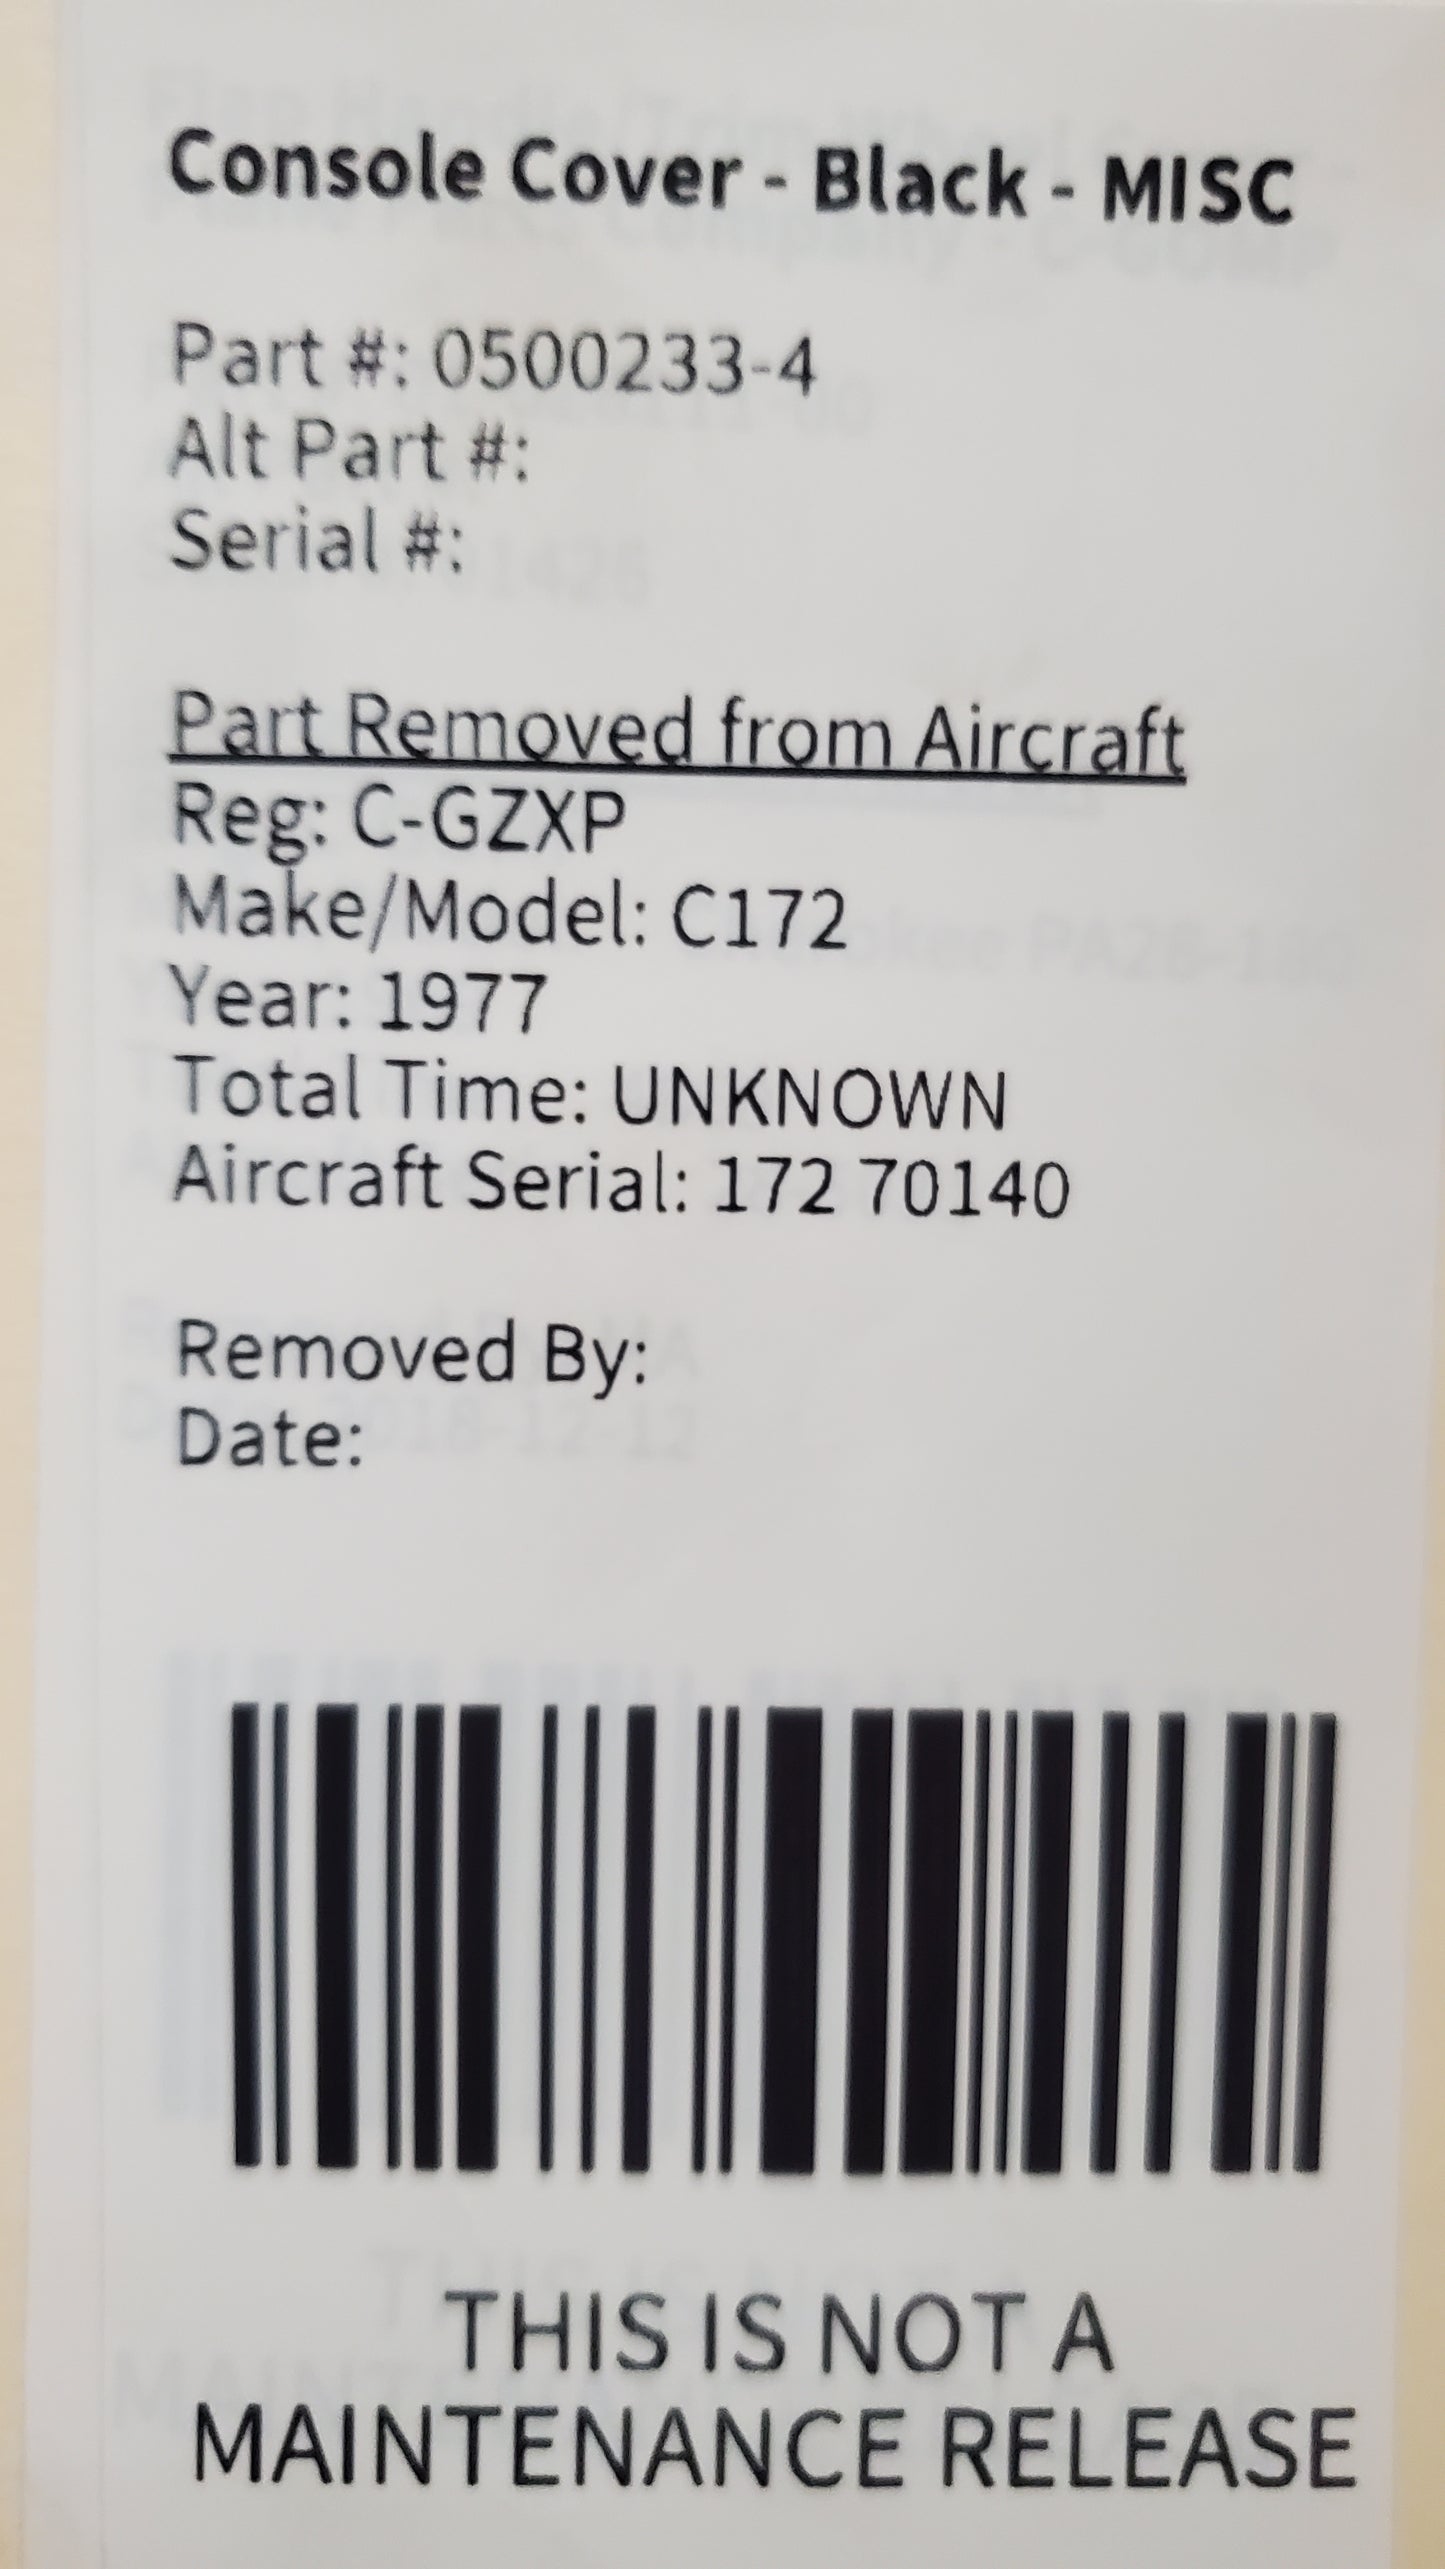 Console Cover - Black - MISC
Part #: 0500233-4
Alt Part #:
Serial #:
Part Removed from Aircraft
Reg: C-GZXP
Make/Model: C172
Year: 1977
Total Time: UNKNOWN
Aircraft Serial: 172 70140
Removed By:
Date:
THIS IS NOT A
MAINTENANCE RELEASE